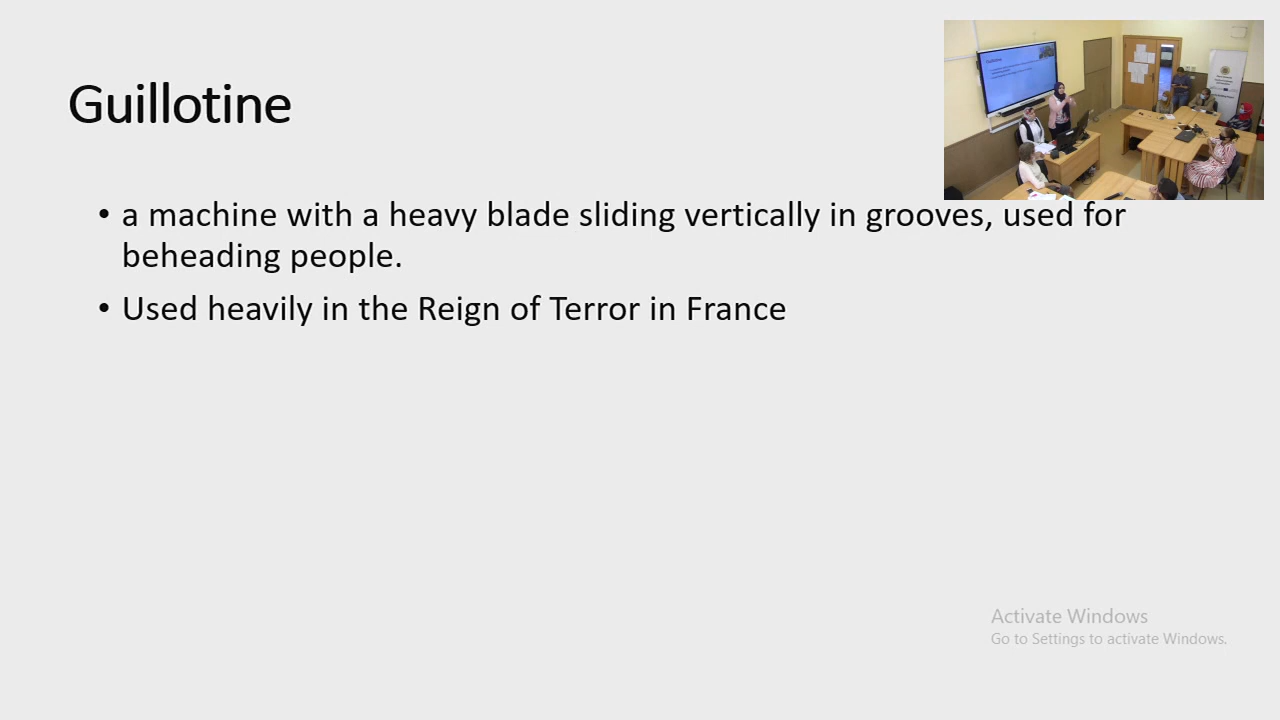 Guillotine
• a machine with a heavy blade sliding vertically in grooves, used for
beheading people.
• Used heavily in the Reign of Terror in France
Activate Windows
Go to Settings to activate Windows.